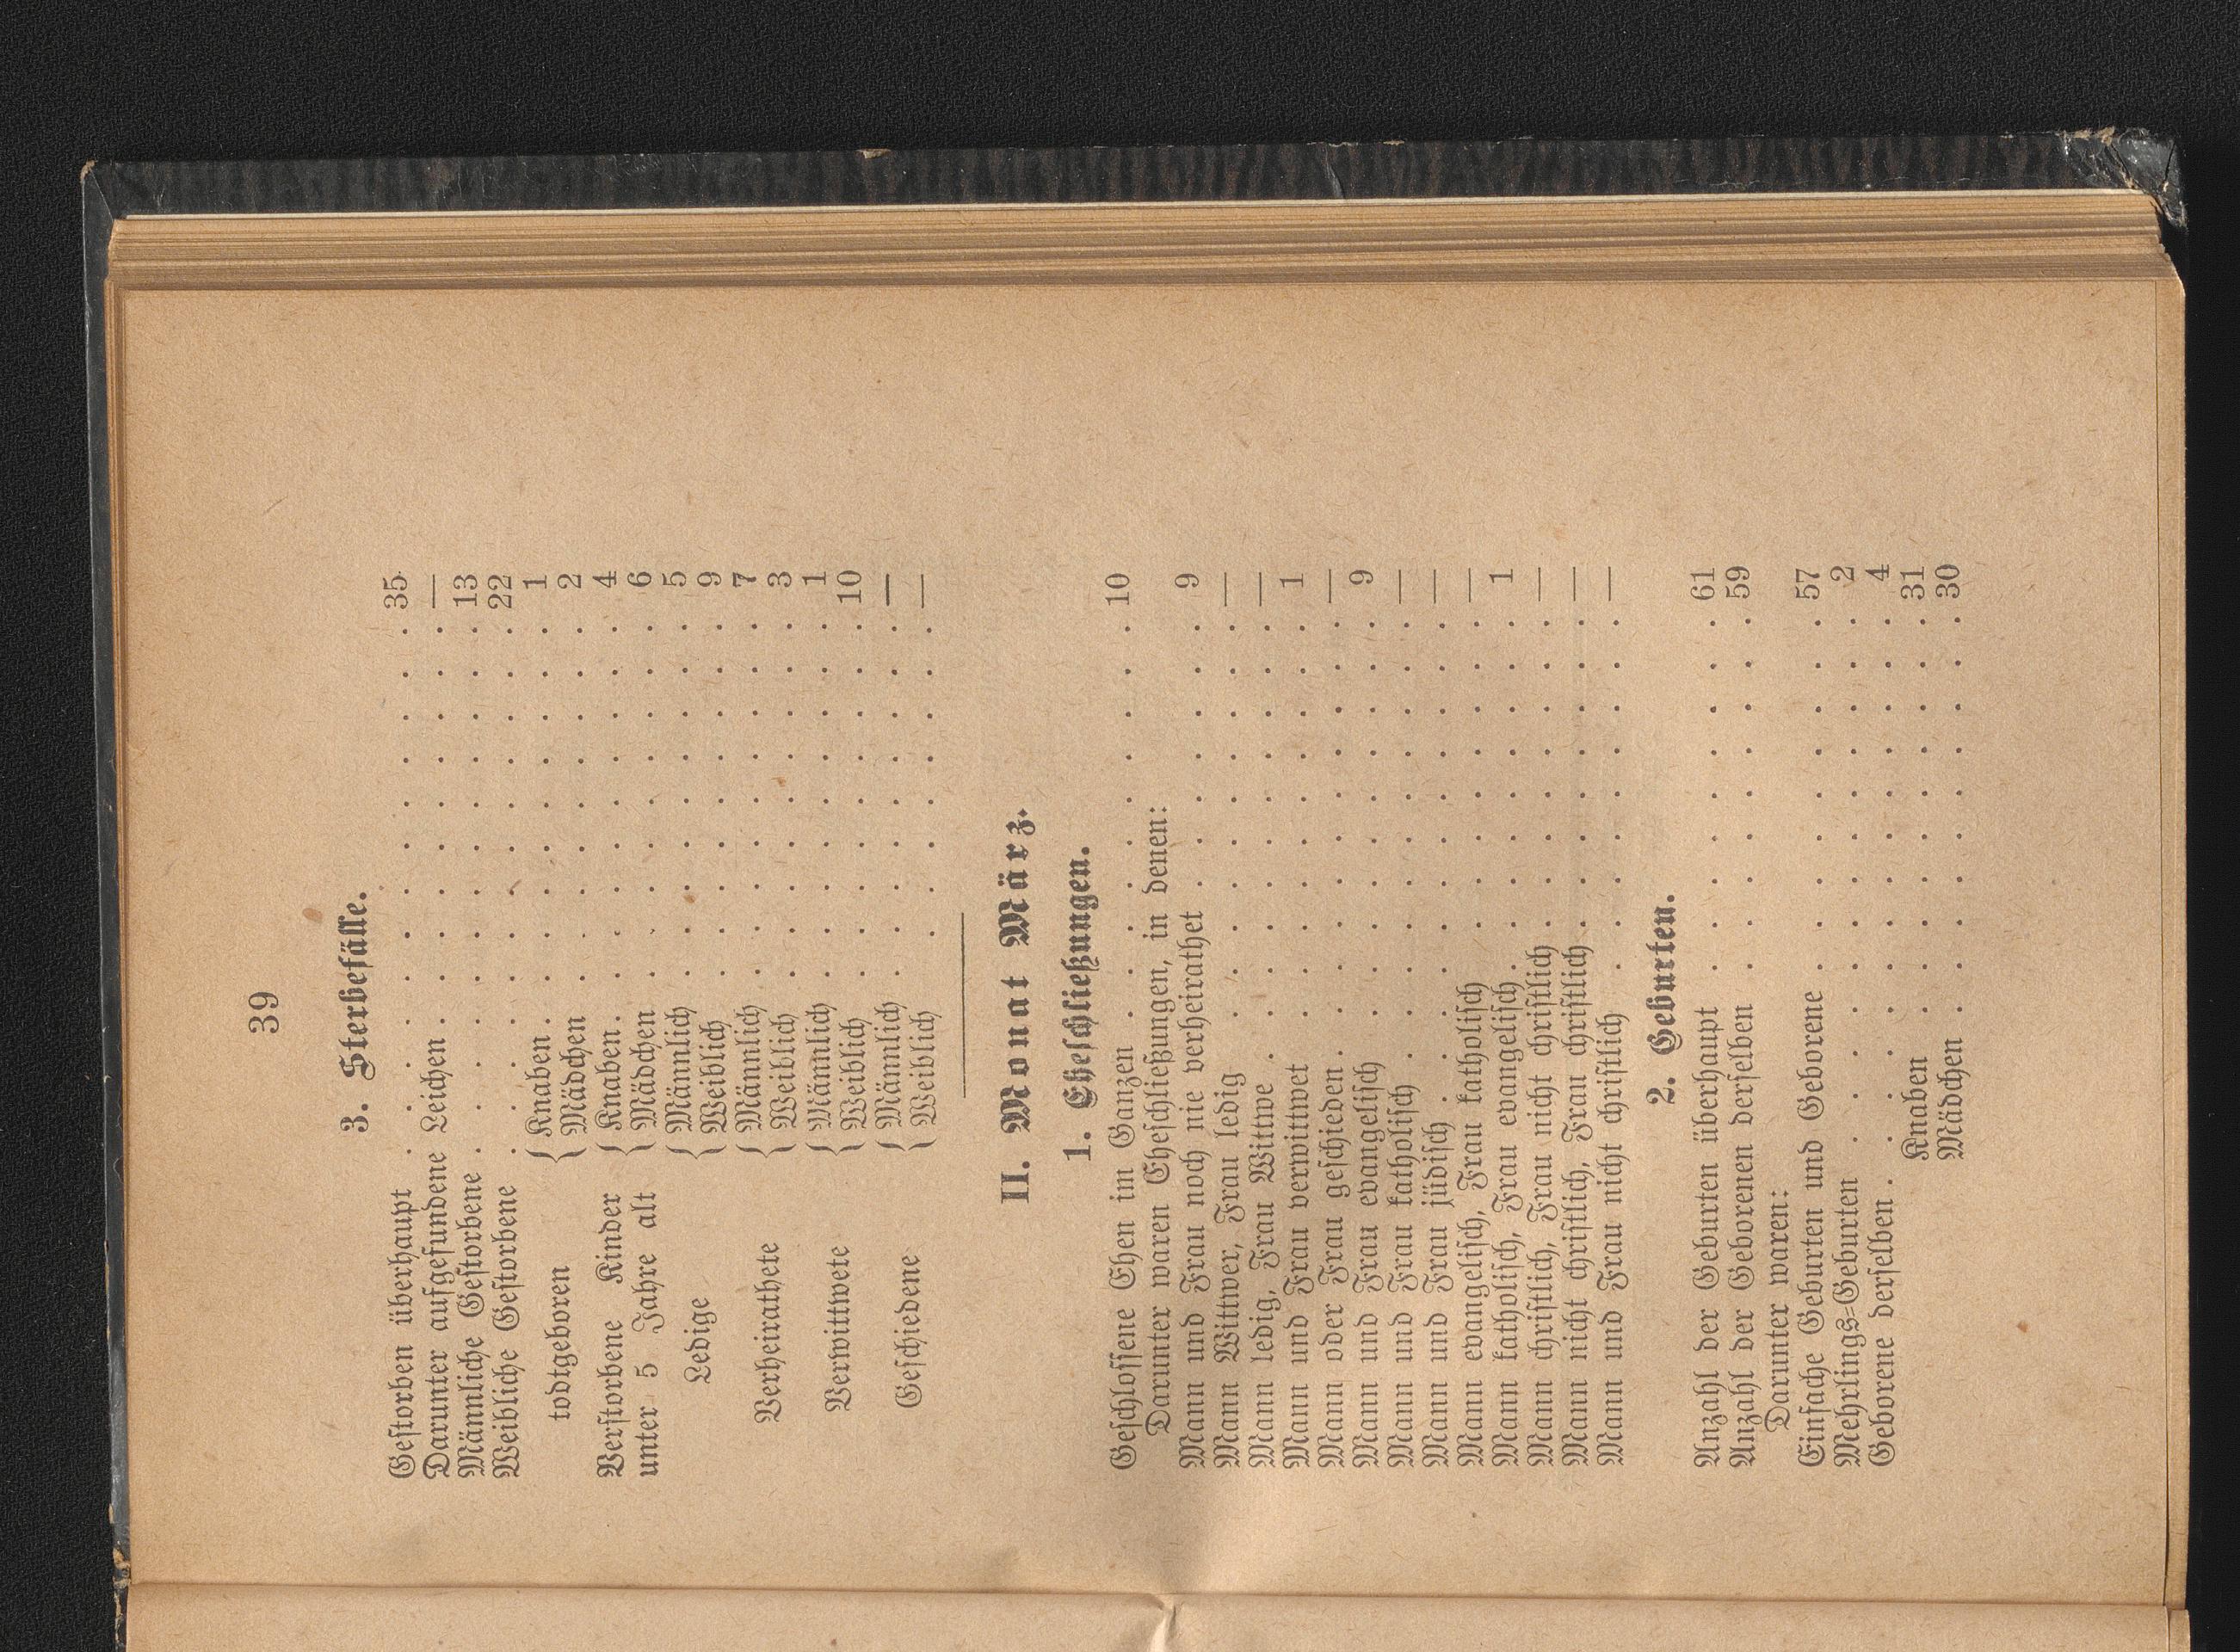 39
3. Sterbefälle.
Geſtorben überhaupt . . . . . . . . . . . . . . 35
Darunter aufgefundene Leichen . . . . . . . . . . . —
Männliche Geſtorbene . . . . . . . . . . . . . . 13
Weibliche Geſtorbene . . . . . . . . . . . . . . 22
todtgeboren { Knaben . . . . . . . . . . . 1
Mädchen . . . . . . . . . . 2
Verſtorbene Kinder { Knaben . . . . . . . . . . . 4
unter 5 Jahre alt { Mädchen . . . . . . . . . . 6
Ledige { Männlich . . . . . . . . . . 5
Weiblich . . . . . . . . . . 9
Verheirathete { Männlich . . . . . . . . . . 7
Weiblich . . . . . . . . . . 3
Verwittwete { Männlich . . . . . . . . . . 1
Weiblich . . . . . . . . . . 10
Geſchiedene { Männlich . . . . . . . . . . —
Weiblich . . . . . . . . . . —
II. Monat März.
1. Eheſchließungen.
Geſchloſſene Ehen im Ganzen . . . . . . . . . . . 10
Darunter waren Eheſchließungen, in denen:
Mann und Frau noch nie verheirathet . . . . . . . . 9
Mann Wittwer, Frau ledig . . . . . . . . . . . —
Mann ledig, Frau Wittwe . . . . . . . . . . . —
Mann und Frau verwittwet . . . . . . . . . . . 1
Mann oder Frau geſchieden . . . . . . . . . . . —
Mann und Frau evangeliſch . . . . . . . . . . . 9
Mann und Frau katholiſch . . . . . . . . . . . —
Mann und Frau jüdiſch . . . . . . . . . . . . —
Mann evangeliſch, Frau katholiſch . . . . . . . . . —
Mann katholiſch, Frau evangeliſch . . . . . . . . . 1
Mann chriſtlich, Frau nicht chriſtlich . . . . . . . . —
Mann nicht chriſtlich, Frau chriſtlich . . . . . . . . —
Mann und Frau nicht chriſtlich . . . . . . . . . —
2. Geburten.
Anzahl der Geburten überhaupt . . . . . . . . . 61
Anzahl der Geborenen derſelben . . . . . . . . . 59
Darunter waren:
Einfache Geburten und Geborene . . . . . . . . . 57
Mehrlings-Geburten . . . . . . . . . . . . . 2
Geborene derſelben . . . . . . . . . . . . . . 4
Knaben . . . . . . . . . . 31
Mädchen . . . . . . . . . . 30